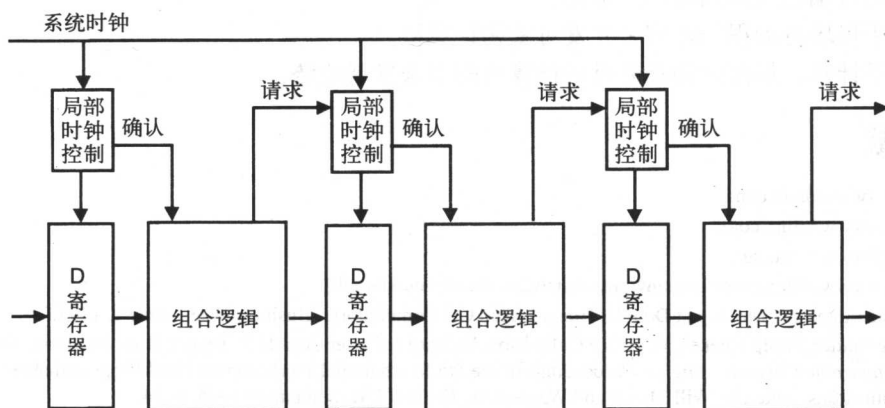 系统时钟
局部
时钟
控制
确认
请求
局部
时钟
控制
确认
请求
局部
时钟
控制
确认
请求
D
寄
存
器
组合逻辑
D
寄
存
器
组合逻辑
D
寄
存
器
组合逻辑